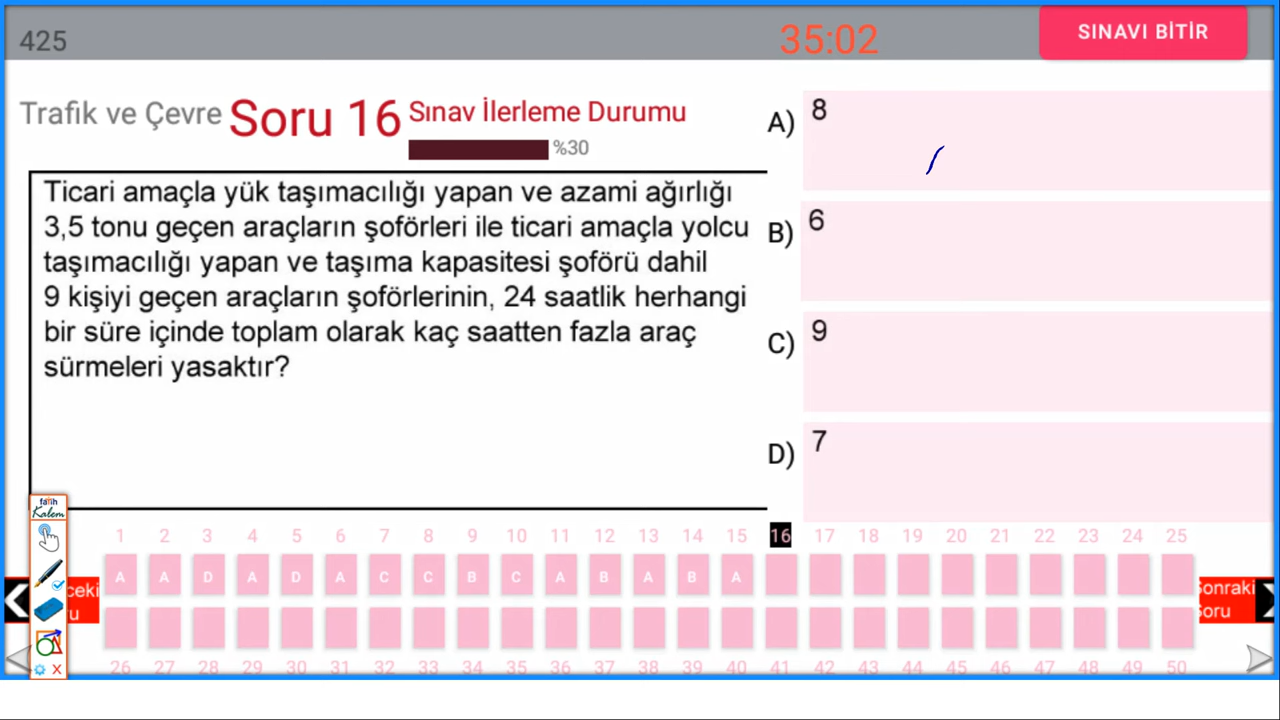 425
35:02
SINAVI BİTİR
Trafik ve Çevre
Soru 16
Sınav İlerleme Durumu
%30
Ticari amaçla yük taşımacılığı yapan ve azami ağırlığı
3,5 tonu geçen araçların şoförleri ile ticari amaçla yolcu
taşımacılığı yapan ve taşıma kapasitesi şoförü dahil
9 kişiyi geçen araçların şoförlerinin, 24 saatlik herhangi
bir süre içinde toplam olarak kaç saatten fazla araç
sürmeleri yasaktır?
A) 8
B) 6
C) 9
D) 7
fatih
Kalem
1 2 3 4 5 6 7 8 9 10 11 12 13 14 15 16 17 18 19 20 21 22 23 24 25
A A D A D A C C B C A B A B A
ceki
u
Sonraki
Soru
26 27 28 29 30 31 32 33 34 35 36 37 38 39 40 41 42 43 44 45 46 47 48 49 50